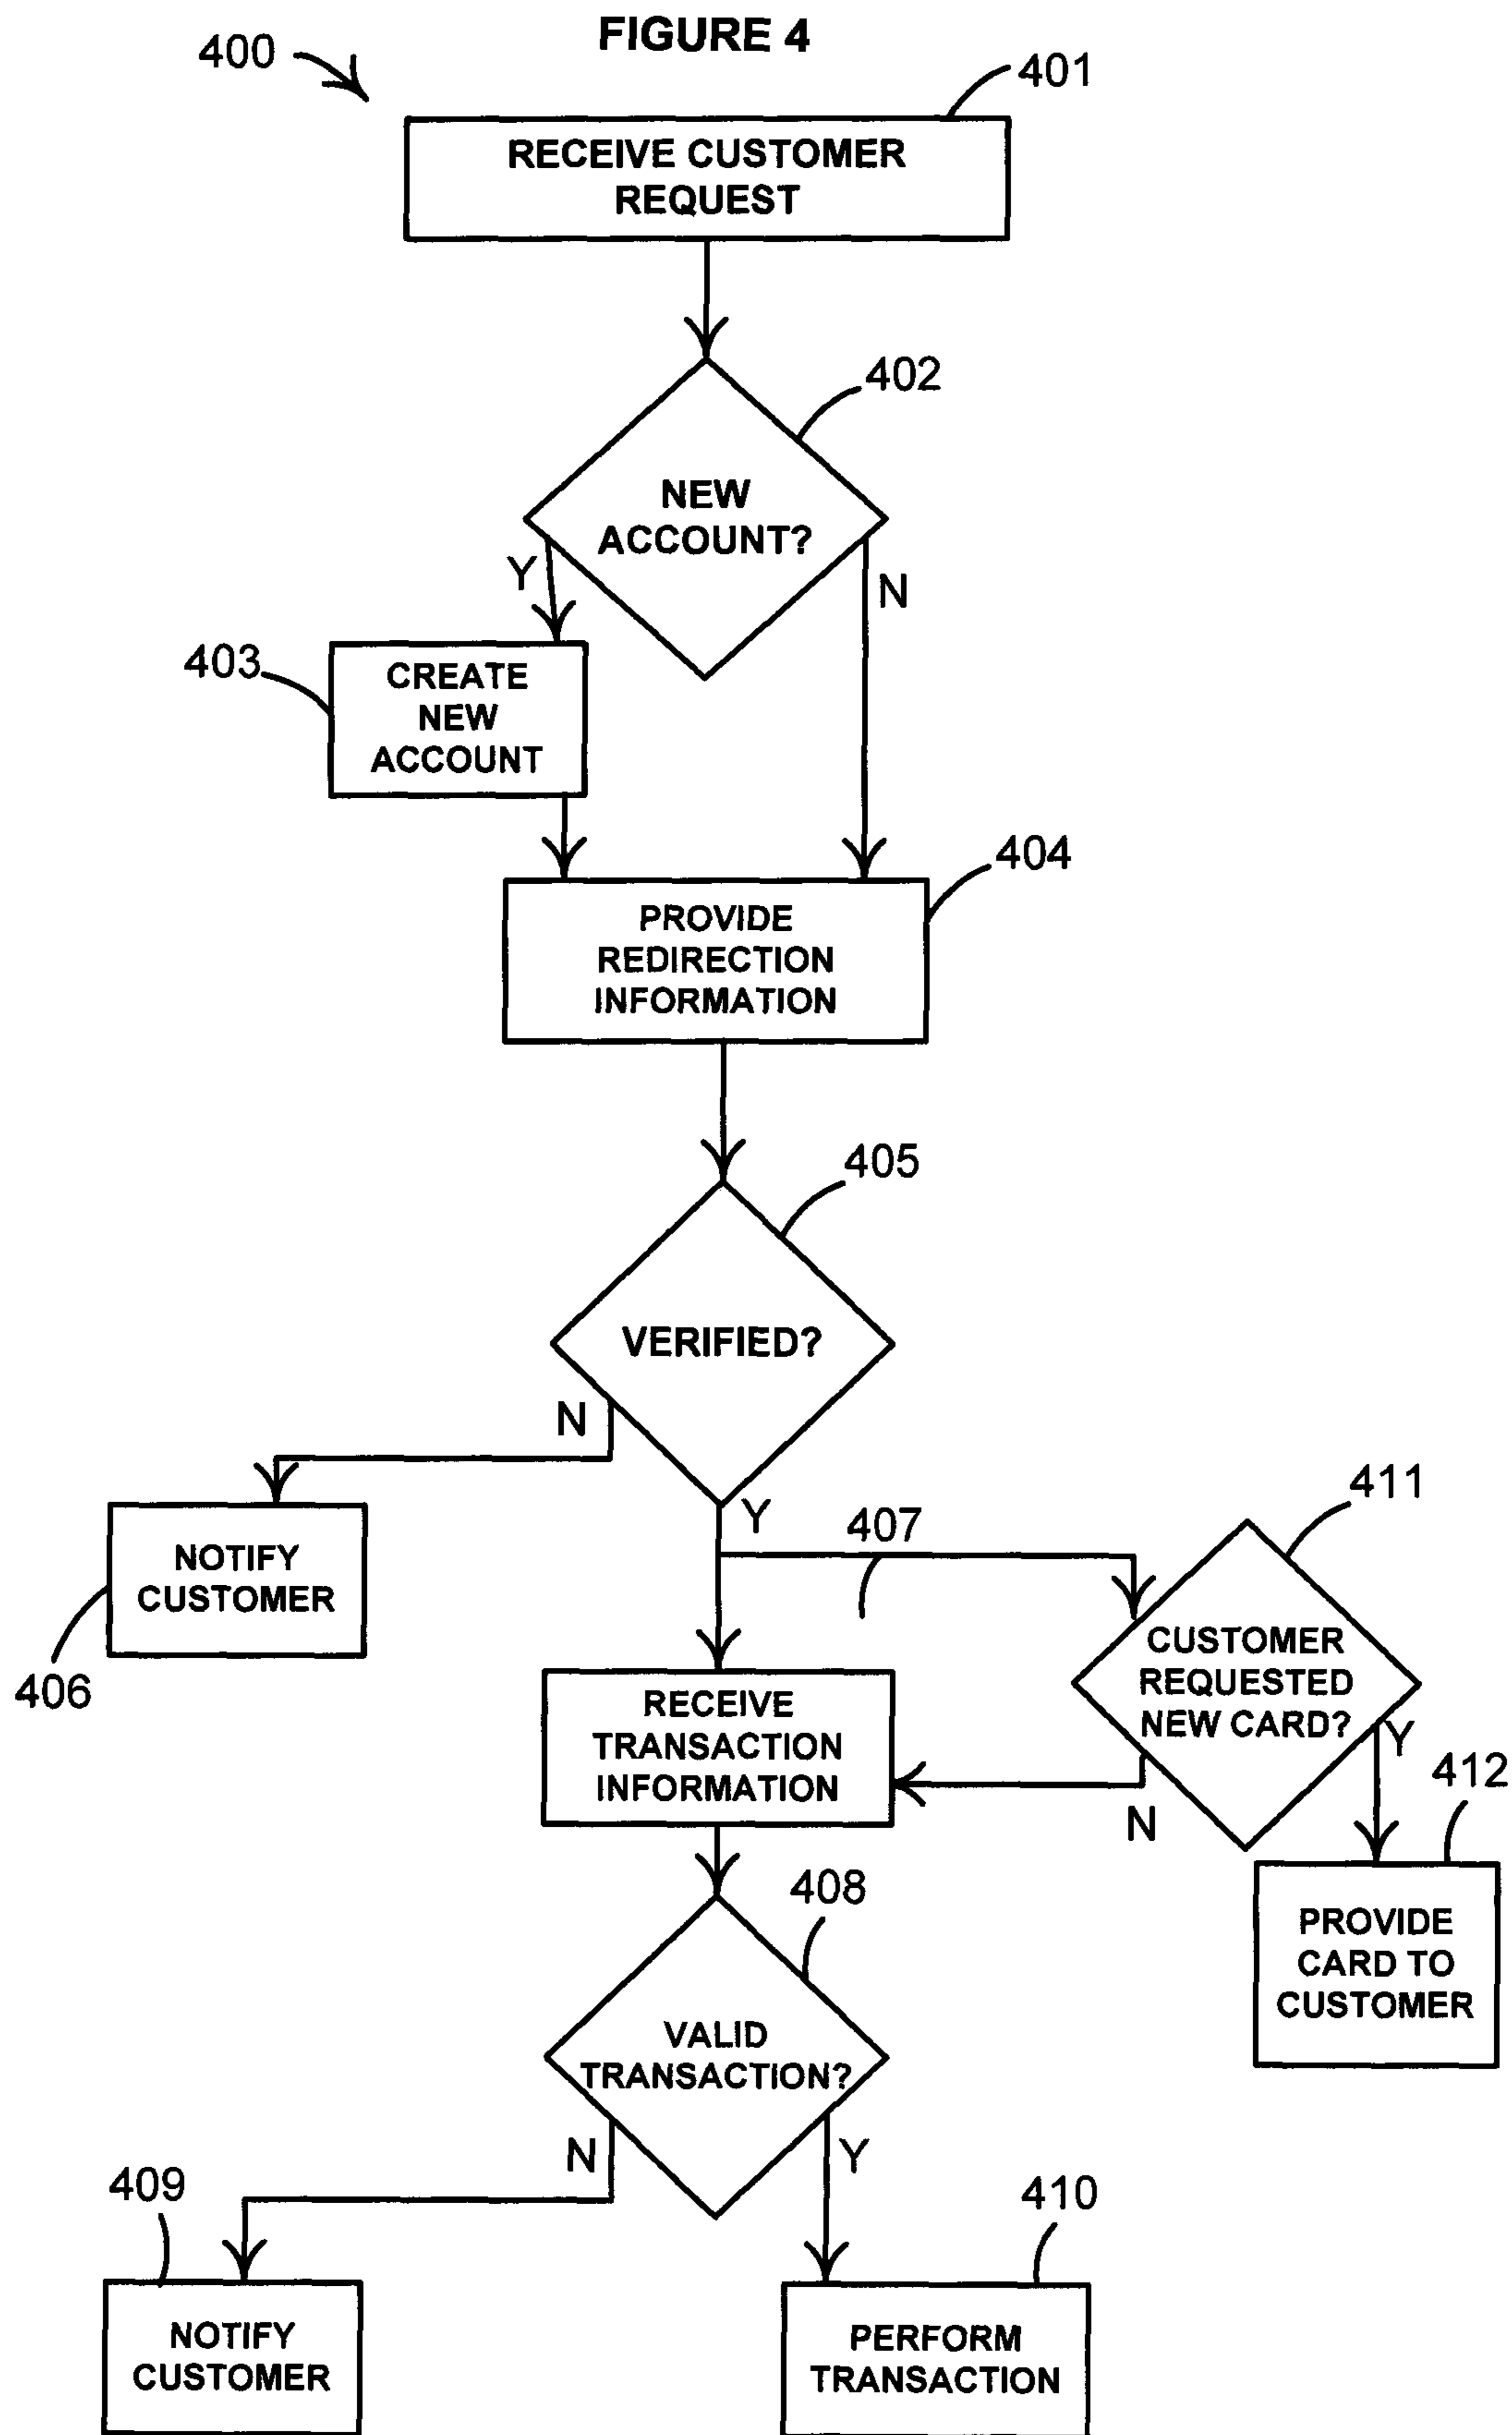 FIGURE 4
400
401
RECEIVE CUSTOMER
REQUEST
402
NEW
ACCOUNT?
Y
N
403
CREATE
NEW
ACCOUNT
404
PROVIDE
REDIRECTION
INFORMATION
405
VERIFIED?
N
Y
406
NOTIFY
CUSTOMER
407
411
CUSTOMER
REQUESTED
NEW CARD?
Y
N
RECEIVE
TRANSACTION
INFORMATION
412
PROVIDE
CARD TO
CUSTOMER
408
VALID
TRANSACTION?
N
Y
409
NOTIFY
CUSTOMER
410
PERFORM
TRANSACTION